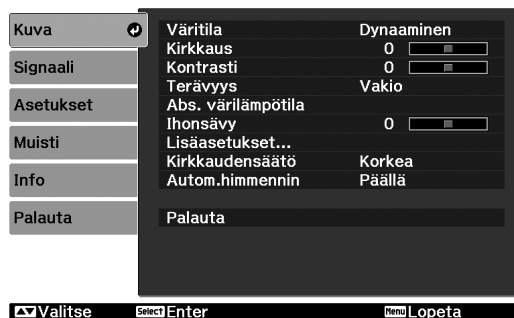 Kuva
Signaali
Asetukset
Muisti
Info
Palauta
Väritila Dynaaminen
Kirkkaus 0
Kontrasti 0
Terävyys Vakio
Abs. värilämpötila
Ihonsävy 0
Lisäasetukset...
Kirkkaudensäätö Korkea
Autom.himmennin Päällä
Palauta
Valitse Select Enter Menu Lopeta